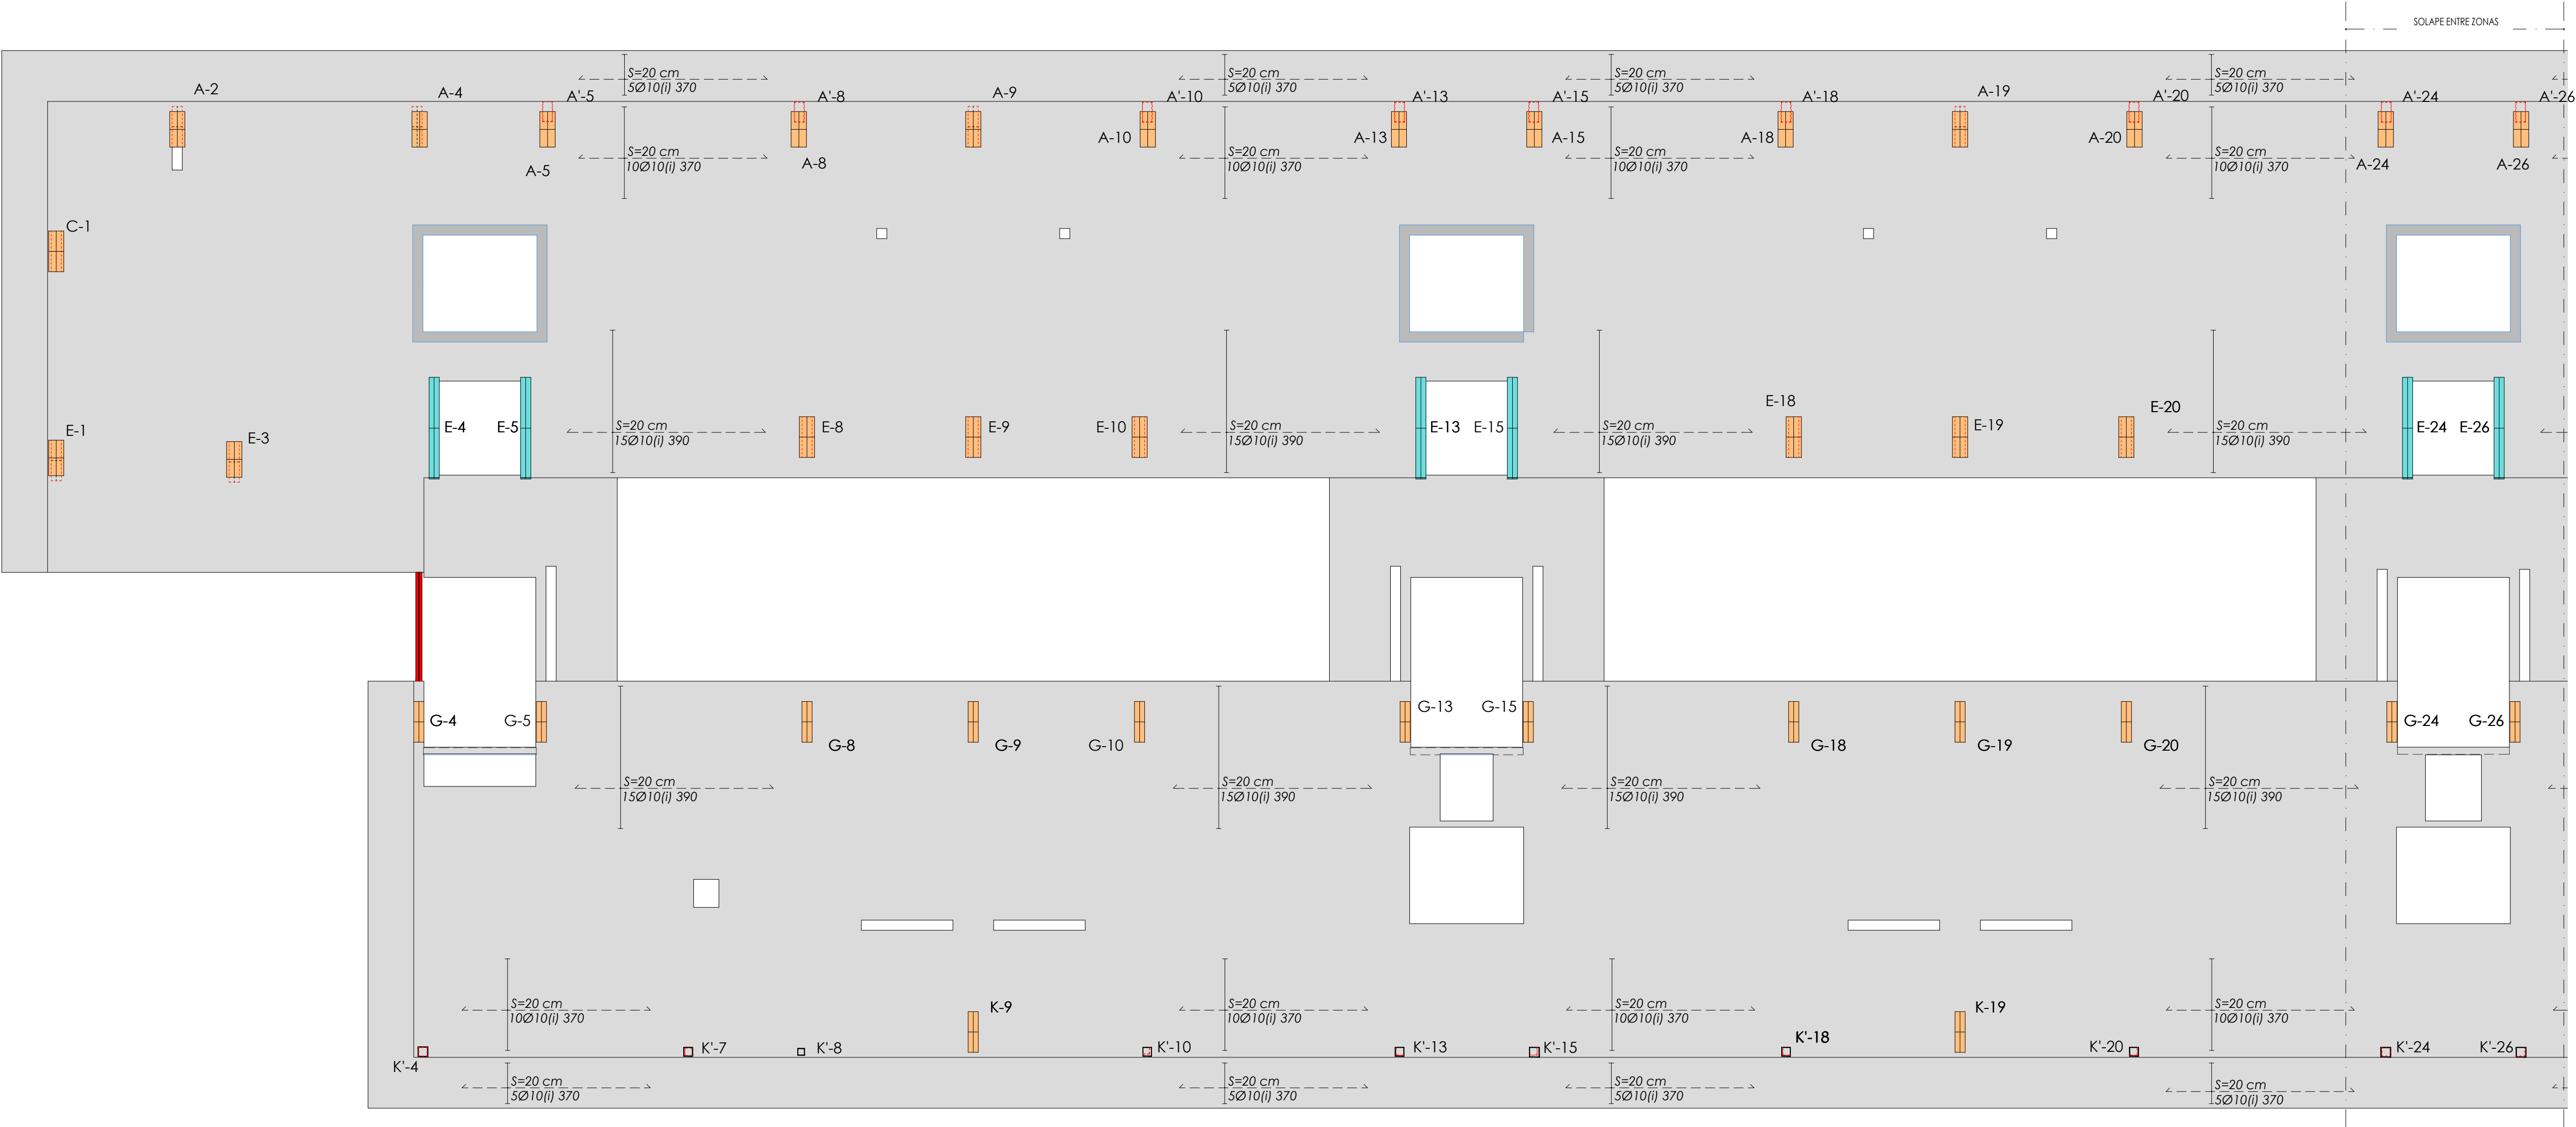 SOLAPE ENTRE ZONAS
S=20 cm
5Ø10(i) 370
S=20 cm
5Ø10(i) 370
S=20 cm
5Ø10(i) 370
S=20 cm
5Ø10(i) 370
A-2
A-4
A'-5
A'-8
A-9
A'-10
A'-13
A'-15
A'-18
A-19
A'-20
A'-24
A'-26
A-10
A-13
A-15
A-18
A-20
S=20 cm
10Ø10(i) 370
S=20 cm
10Ø10(i) 370
S=20 cm
10Ø10(i) 370
S=20 cm
10Ø10(i) 370
A-5
A-8
A-24
A-26
C-1
E-1
E-3
E-4
E-5
S=20 cm
15Ø10(i) 390
E-8
E-9
E-10
S=20 cm
15Ø10(i) 390
E-13
E-15
S=20 cm
15Ø10(i) 390
E-18
E-19
E-20
S=20 cm
15Ø10(i) 390
E-24
E-26
G-4
G-5
G-8
G-9
G-10
G-13
G-15
G-18
G-19
G-20
G-24
G-26
S=20 cm
15Ø10(i) 390
S=20 cm
15Ø10(i) 390
S=20 cm
15Ø10(i) 390
S=20 cm
15Ø10(i) 390
S=20 cm
10Ø10(i) 370
K-9
S=20 cm
10Ø10(i) 370
S=20 cm
10Ø10(i) 370
K-19
S=20 cm
10Ø10(i) 370
K'-4
K'-7
K'-8
K'-10
K'-13
K'-15
K'-18
K'-20
K'-24
K'-26
S=20 cm
5Ø10(i) 370
S=20 cm
5Ø10(i) 370
S=20 cm
5Ø10(i) 370
S=20 cm
5Ø10(i) 370